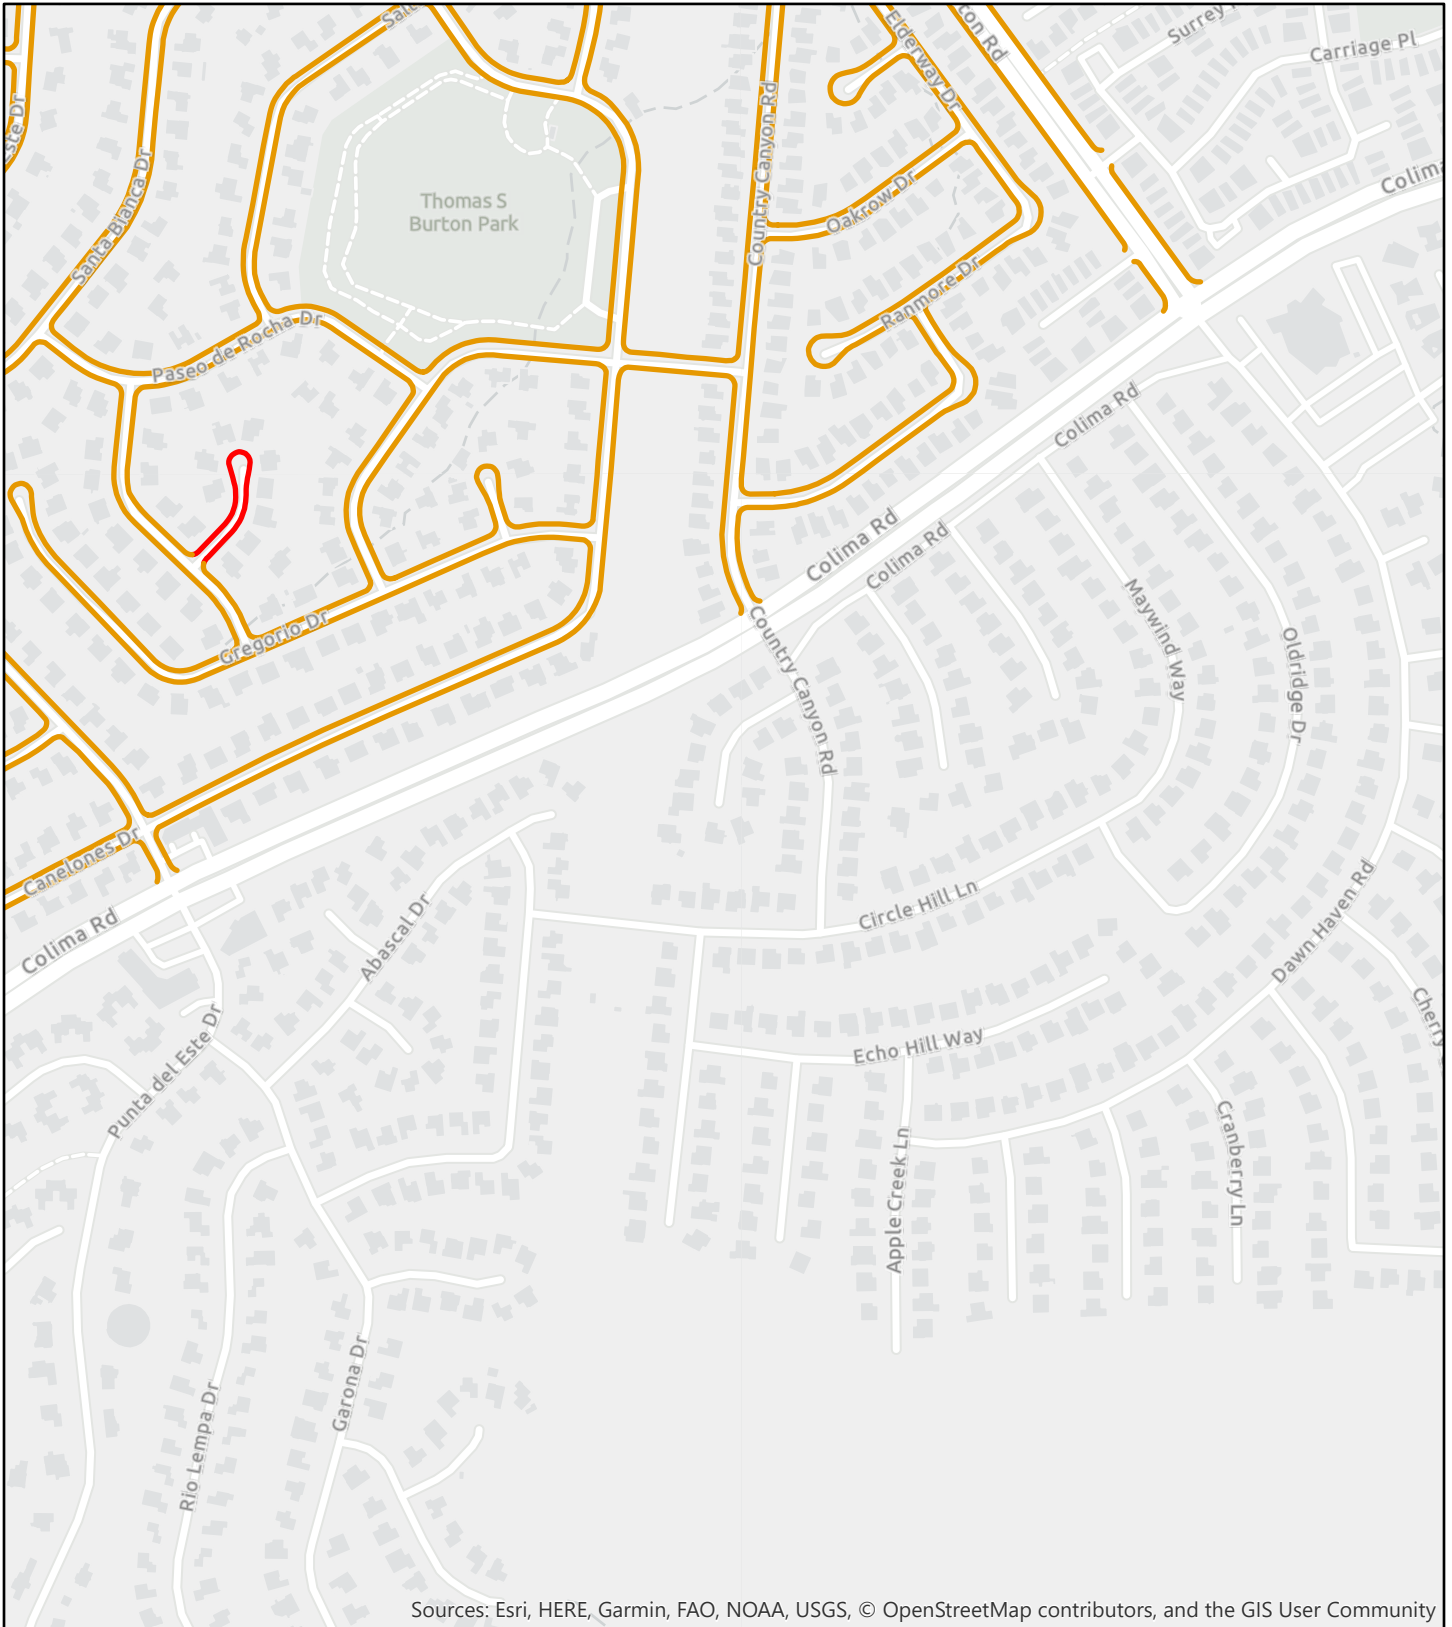 Carriage Pl
Elderway Dr
Country Canyon Rd
Santa Bianca Dr
Thomas S
Burton Park
Oakrow Dr
Colima
Ranmore Dr
Paseo de Rocha Dr
Colima Rd
Colima Rd
Colima Rd
Maywind Way
Gregorio Dr
Country Canyon Rd
Oldridge Dr
Canelones Dr
Circle Hill Ln
Colima Rd
Abascal Dr
Dawn Haven Rd
Cherry
Punta del Este Dr
Echo Hill Way
Apple Creek Ln
Cranberry Ln
Garona Dr
Rio Lempa Dr
Sources: Esri, HERE, Garmin, FAO, NOAA, USGS, © OpenStreetMap contributors, and the GIS User Community